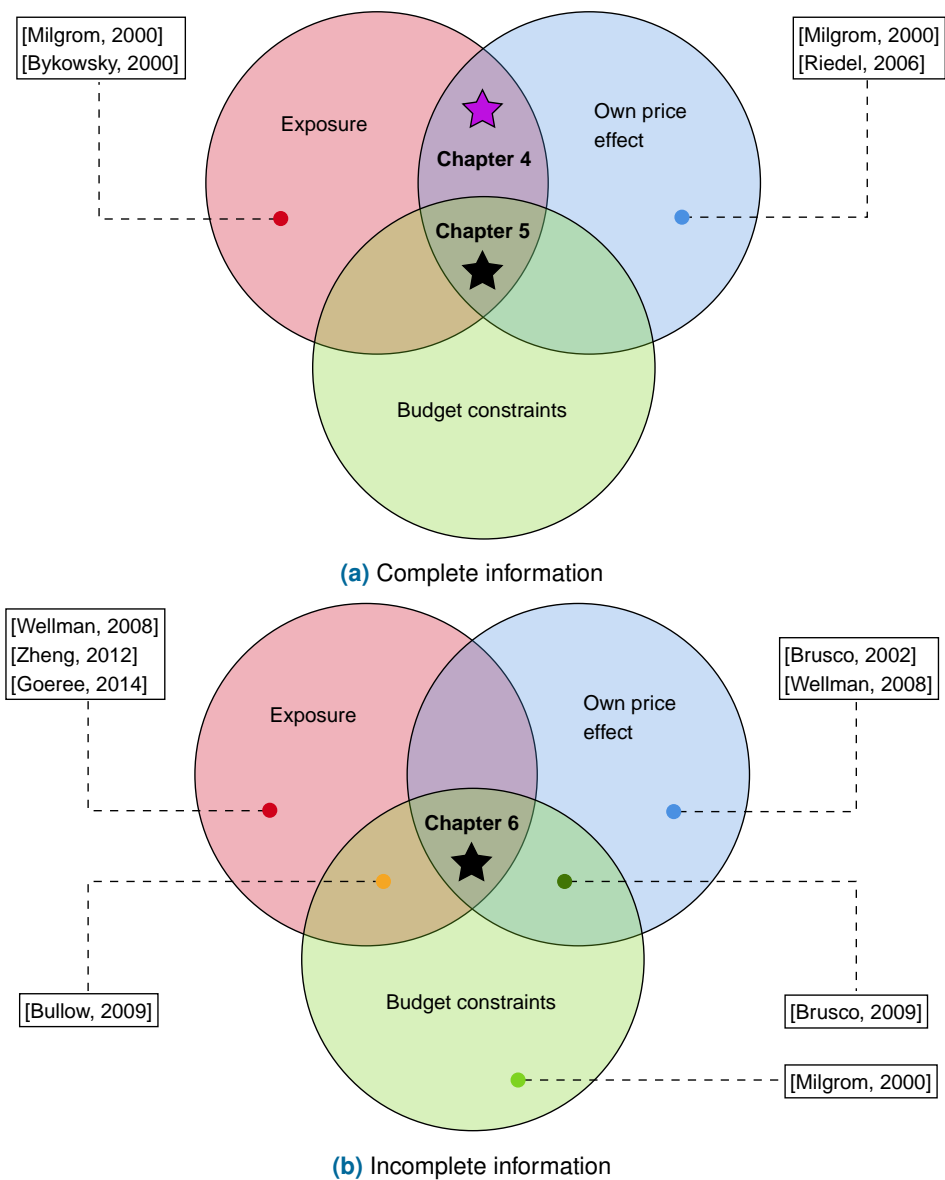 [Milgrom, 2000]
[Bykowsky, 2000]
[Milgrom, 2000]
[Riedel, 2006]
Exposure
Own price
effect
Chapter 4
Chapter 5
Budget constraints
(a) Complete information
[Wellman, 2008]
[Zheng, 2012]
[Goeree, 2014]
[Brusco, 2002]
[Wellman, 2008]
Exposure
Own price
effect
Chapter 6
Budget constraints
[Bullow, 2009]
[Brusco, 2009]
[Milgrom, 2000]
(b) Incomplete information